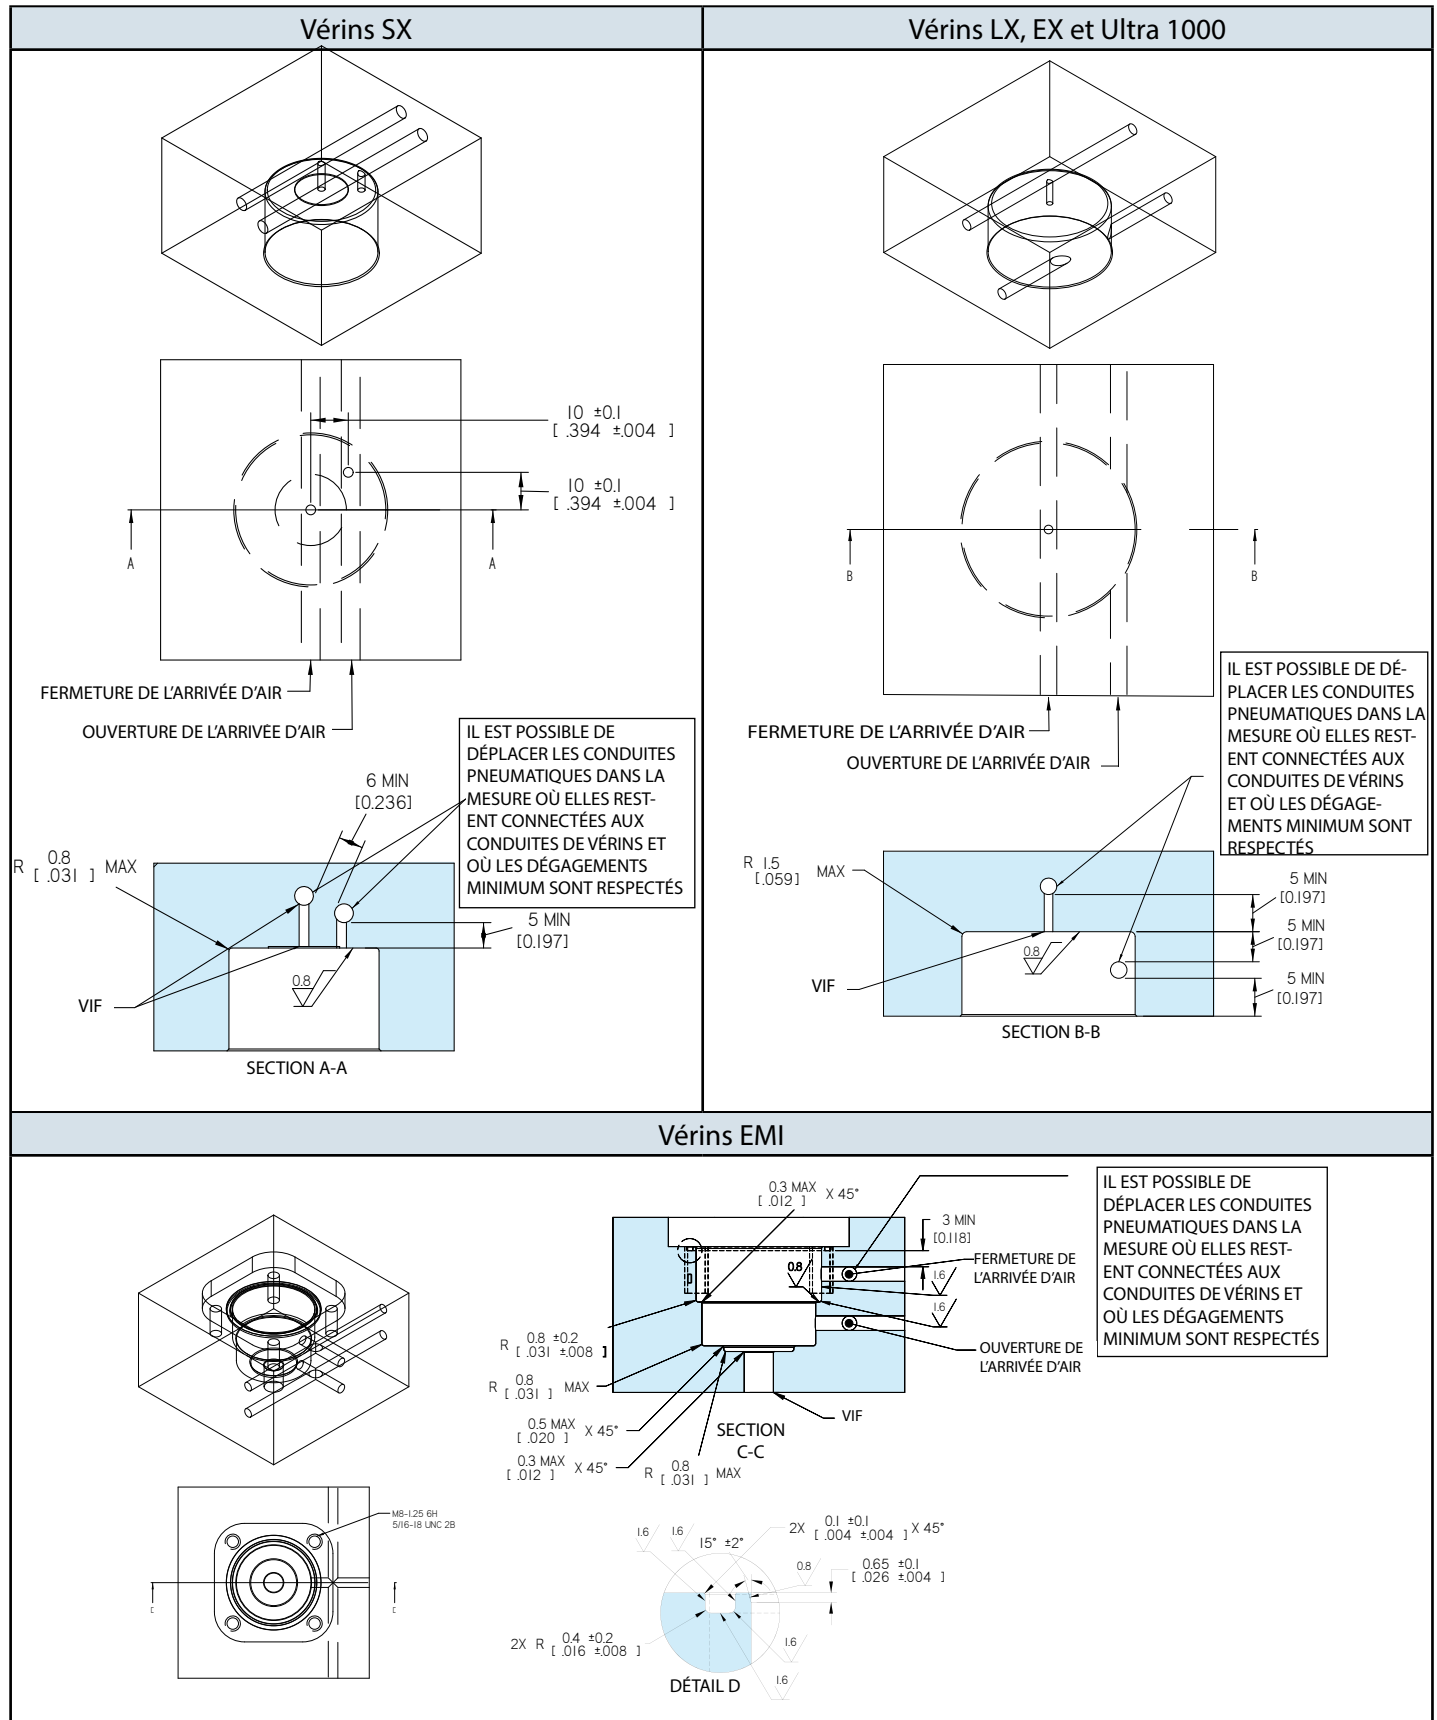 Vérins SX
10 ±0.1
[ .394 ±.004 ]
10 ±0.1
[ .394 ±.004 ]
A
A
FERMETURE DE L'ARRIVÉE D'AIR
OUVERTURE DE L'ARRIVÉE D'AIR
IL EST POSSIBLE DE
DÉPLACER LES CONDUITES
PNEUMATIQUES DANS LA
MESURE OÙ ELLES REST-
ENT CONNECTÉES AUX
CONDUITES DE VÉRINS ET
OÙ LES DÉGAGEMENTS
MINIMUM SONT RESPECTÉS
6 MIN
[0.236]
R 0.8 MAX
[ .031 ]
5 MIN
[0.197]
0.8
VIF
SECTION A-A
Vérins LX, EX et Ultra 1000
B
B
FERMETURE DE L'ARRIVÉE D'AIR
OUVERTURE DE L'ARRIVÉE D'AIR
IL EST POSSIBLE DE DÉ-
PLACER LES CONDUITES
PNEUMATIQUES DANS LA
MESURE OÙ ELLES REST-
ENT CONNECTÉES AUX
CONDUITES DE VÉRINS
ET OÙ LES DÉGAGE-
MENTS MINIMUM SONT
RESPECTÉS
R 1.5 MAX
[.059]
5 MIN
[0.197]
5 MIN
[0.197]
5 MIN
[0.197]
0.8
VIF
SECTION B-B
Vérins EMI
0.3 MAX X 45°
[ .012 ]
3 MIN
[0.118]
FERMETURE DE
L'ARRIVÉE D'AIR
0.8
1.6
1.6
OUVERTURE DE
L'ARRIVÉE D'AIR
IL EST POSSIBLE DE
DÉPLACER LES CONDUITES
PNEUMATIQUES DANS LA
MESURE OÙ ELLES REST-
ENT CONNECTÉES AUX
CONDUITES DE VÉRINS ET
OÙ LES DÉGAGEMENTS
MINIMUM SONT RESPECTÉS
D
R 0.8 ±0.2
[ .031 ±.008 ]
R 0.8 MAX
[ .031 ]
0.5 MAX X 45°
[ .020 ]
0.3 MAX X 45°
[ .012 ]
R 0.8 MAX
[ .031 ]
VIF
SECTION
C-C
M8-1.25 6H
5/16-18 UNC 2B
1.6
1.6
15° ±2°
2X 0.1 ±0.1 X 45°
[ .004 ±.004 ]
0.8
0.65 ±0.1
[ .026 ±.004 ]
2X R 0.4 ±0.2
[ .016 ±.008 ]
1.6
1.6
DÉTAIL D